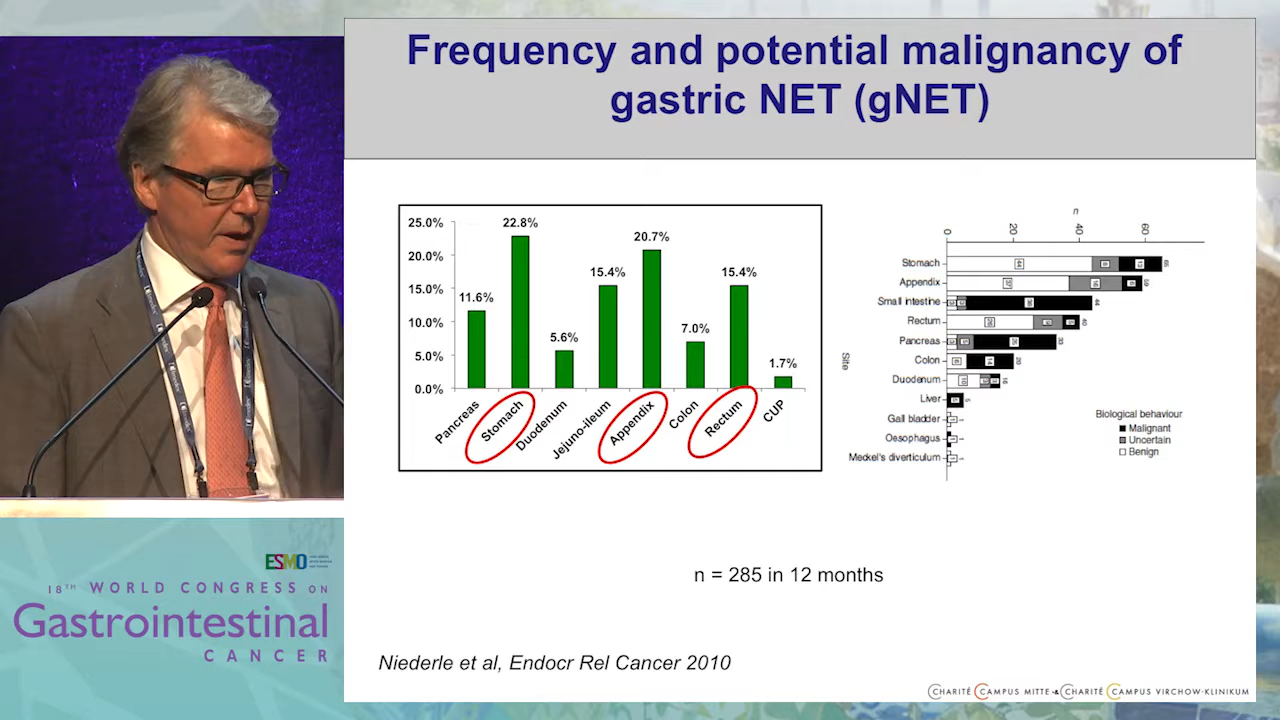 Frequency and potential malignancy of
gastric NET (gNET)
25.0%
20.0%
15.0%
10.0%
5.0%
0.0%
11.6%
22.8%
5.6%
15.4%
20.7%
7.0%
15.4%
1.7%
Pancreas
Stomach
Duodenum
Jejuno-ileum
Appendix
Colon
Rectum
CUP
n
0
20
40
60
Site
Stomach
Appendix
Small intestine
Rectum
Pancreas
Colon
Duodenum
Liver
Gall bladder
Oesophagus
Meckel's diverticulum
Biological behaviour
Malignant
Uncertain
Benign
n = 285 in 12 months
Niederle et al, Endocr Rel Cancer 2010
CHARITÉ CAMPUS MITTE & CHARITÉ CAMPUS VIRCHOW-KLINIKUM
ESMO
18TH WORLD CONGRESS ON
Gastrointestinal
CANCER